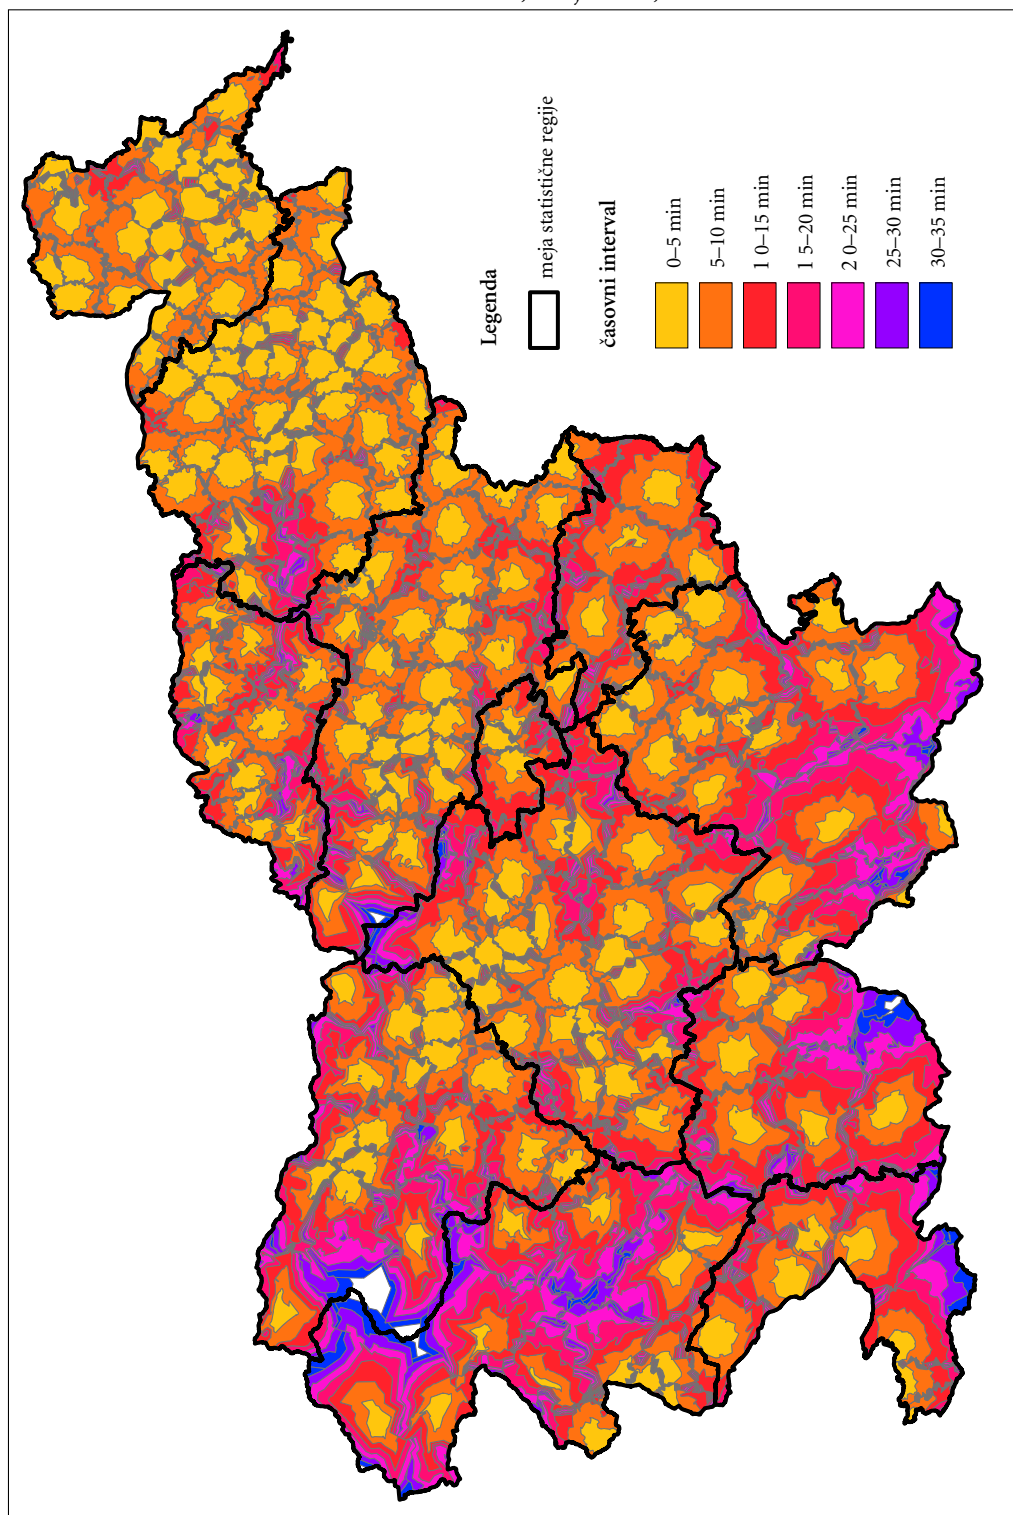 Legenda
meja statistične regije
časovni interval
0–5 min
5–10 min
1 0–15 min
1 5–20 min
2 0–25 min
25–30 min
30–35 min